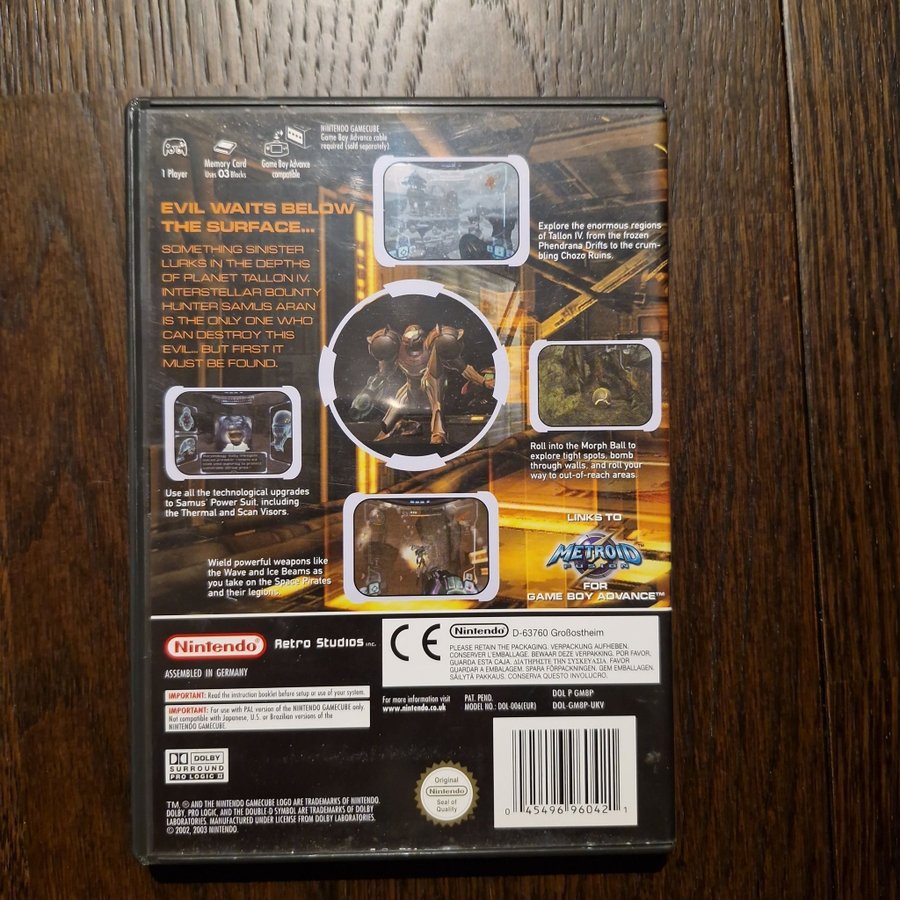 1 Player
Memory Card
Uses 03 Blocks
Game Boy Advance
compatible
NINTENDO GAMECUBE
Game Boy Advance cable
required (sold separately)
EVIL WAITS BELOW
THE SURFACE...
SOMETHING SINISTER
LURKS IN THE DEPTHS
OF PLANET TALLON IV.
INTERSTELLAR BOUNTY
HUNTER SAMUS ARAN
IS THE ONLY ONE WHO
CAN DESTROY THIS
EVIL... BUT FIRST IT
MUST BE FOUND.
Explore the enormous regions
of Tallon IV, from the frozen
Phendrana Drifts to the crum-
bling Chozo Ruins.
Roll into the Morph Ball to
explore tight spots, bomb
through walls, and roll your
way to out-of-reach areas.
Use all the technological upgrades
to Samus' Power Suit, including
the Thermal and Scan Visors.
Wield powerful weapons like
the Wave and Ice Beams as
you take on the Space Pirates
and their legions.
LINKS TO
METROID
FUSION
FOR
GAME BOY ADVANCE™
Nintendo®
Retro Studios INC.
ASSEMBLED IN GERMANY
IMPORTANT: Read the instruction booklet before setup or use of your system.
IMPORTANT: For use with PAL version of the NINTENDO GAMECUBE only.
Not compatible with Japanese, U.S. or Brazilian versions of the
NINTENDO GAMECUBE.
CE
Nintendo® D-63760 Großostheim
PLEASE RETAIN THE PACKAGING. VERPACKUNG AUFHEBEN.
CONSERVER L'EMBALLAGE. BEWAAR DEZE VERPAKKING. POR FAVOR,
GUARDA ESTA CAJA. ΔΙΑΤΗΡΗΣΤΕ ΤΗΝ ΣΥΣΚΕΥΑΣΙΑ. FAVOR
GUARDAR A EMBALAGEM. SPARA FÖRPACKNINGEN. GEM EMBALLAGEN.
SÄILYTÄ PAKKAUS. CONSERVA QUESTO INVOLUCRO.
For more information visit
www.nintendo.co.uk
PAT. PEND.
MODEL NO.: DOL-006(EUR)
DOL P GM8P
DOL-GM8P-UKV
DOLBY
SURROUND
PRO LOGIC II
TM, ® AND THE NINTENDO GAMECUBE LOGO ARE TRADEMARKS OF NINTENDO.
DOLBY, PRO LOGIC, AND THE DOUBLE-D SYMBOL ARE TRADEMARKS OF DOLBY
LABORATORIES. MANUFACTURED UNDER LICENSE FROM DOLBY LABORATORIES.
© 2002, 2003 NINTENDO.
Original
Nintendo
Seal of
Quality
0 45496 96042 1